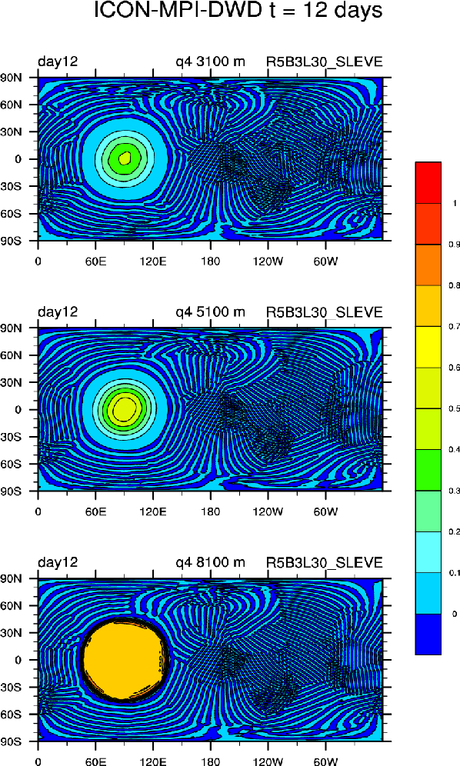 ICON-MPI-DWD t = 12 days
day12 q4 3100 m R5B3L30_SLEVE
90N
60N
30N
0
30S
60S
90S
0 60E 120E 180 120W 60W
day12 q4 5100 m R5B3L30_SLEVE
90N
60N
30N
0
30S
60S
90S
0 60E 120E 180 120W 60W
day12 q4 8100 m R5B3L30_SLEVE
90N
60N
30N
0
30S
60S
90S
0 60E 120E 180 120W 60W
1
0.9
0.8
0.7
0.6
0.5
0.4
0.3
0.2
0.1
0